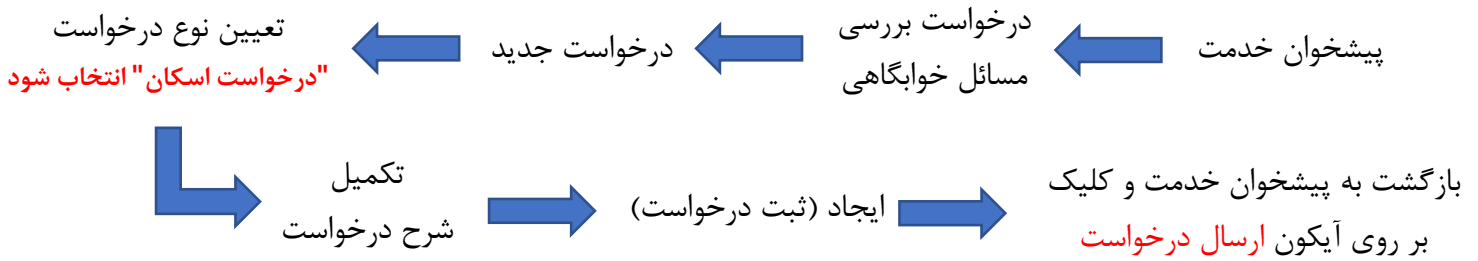 پیشخوان خدمت
درخواست بررسی
مسائل خوابگاهی
درخواست جدید
تعیین نوع درخواست
"درخواست اسکان" انتخاب شود
تکمیل
شرح درخواست
ایجاد (ثبت درخواست)
بازگشت به پیشخوان خدمت و کلیک
بر روی آیکون ارسال درخواست